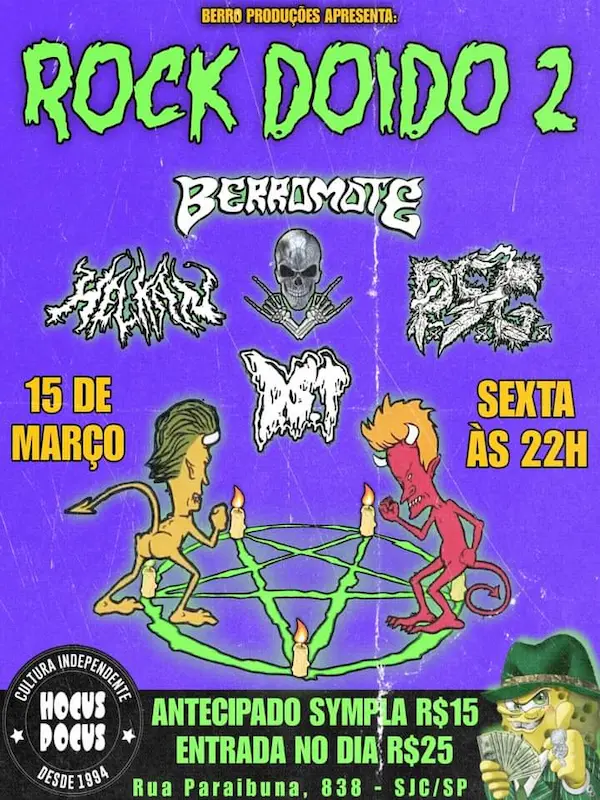 BERRO PRODUÇÕES APRESENTA:
ROCK DOIDO 2
BERROMOTE
HELKAN
15 DE
MARÇO
SEXTA
ÀS 22H
CULTURA INDEPENDENTE
HOCUS
POCUS
DESDE 1994
ANTECIPADO SYMPLA R$15
ENTRADA NO DIA R$25
Rua Paraibuna, 838 - SJC/SP